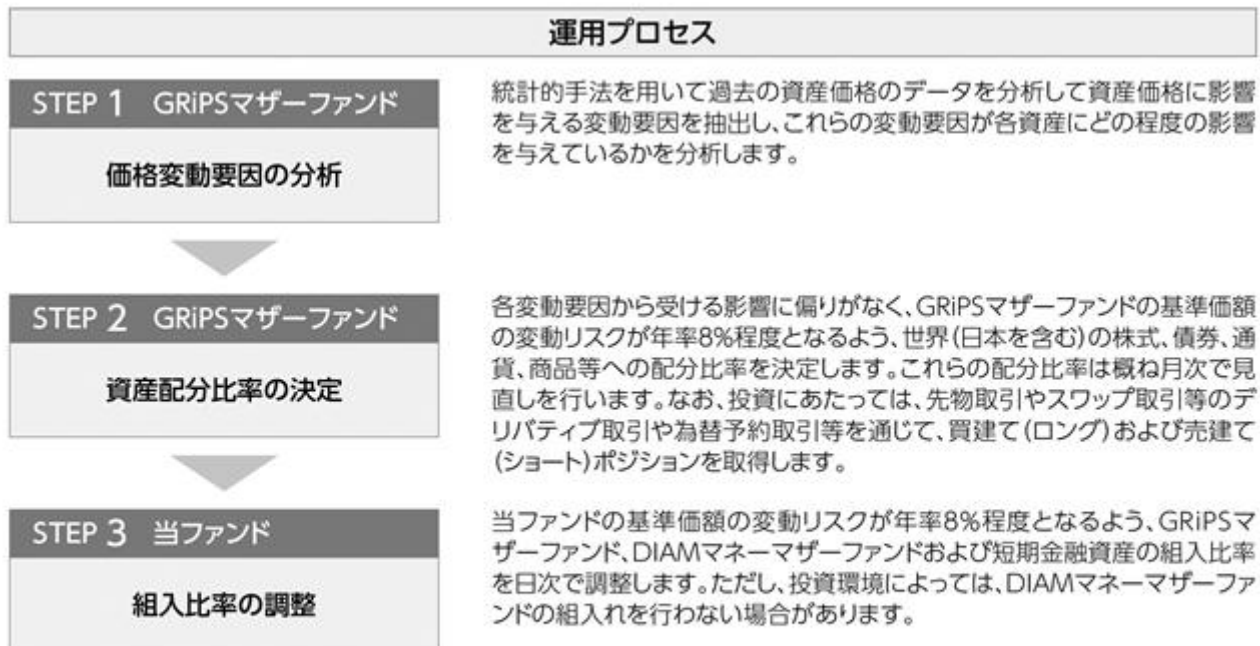 運用プロセス
STEP 1 GRiPSマザーファンド
価格変動要因の分析
統計的手法を用いて過去の資産価格のデータを分析して資産価格に影響
を与える変動要因を抽出し、これらの変動要因が各資産にどの程度の影響
を与えているかを分析します。
STEP 2 GRiPSマザーファンド
資産配分比率の決定
各変動要因から受ける影響に偏りがなく、GRiPSマザーファンドの基準価額
の変動リスクが年率8%程度となるよう、世界(日本を含む)の株式、債券、通
貨、商品等への配分比率を決定します。これらの配分比率は概ね月次で見
直しを行います。なお、投資にあたっては、先物取引やスワップ取引等のデ
リバティブ取引や為替予約取引等を通じて、買建て(ロング)および売建て
(ショート)ポジションを取得します。
STEP 3 当ファンド
組入比率の調整
当ファンドの基準価額の変動リスクが年率8%程度となるよう、GRiPSマ
ザーファンド、DIAMマネーマザーファンドおよび短期金融資産の組入比率
を日次で調整します。ただし、投資環境によっては、DIAMマネーマザーファ
ンドの組入れを行わない場合があります。